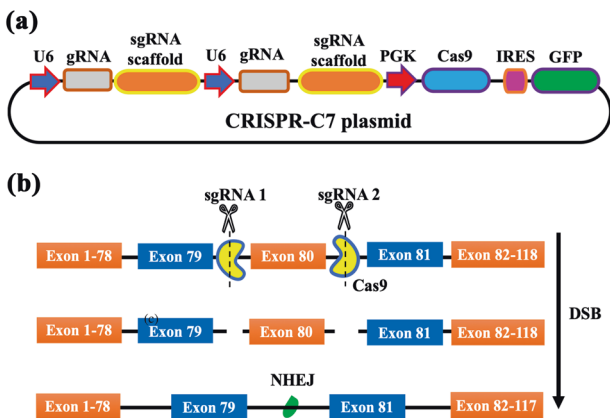 (a)
U6 gRNA sgRNA scaffold U6 gRNA sgRNA scaffold PGK Cas9 IRES GFP
CRISPR-C7 plasmid
(b)
sgRNA 1 sgRNA 2
Exon 1-78 Exon 79 Exon 80 Exon 81 Exon 82-118
Cas9
DSB
(c)
Exon 1-78 Exon 79 Exon 80 Exon 81 Exon 82-118
NHEJ
Exon 1-78 Exon 79 Exon 81 Exon 82-117